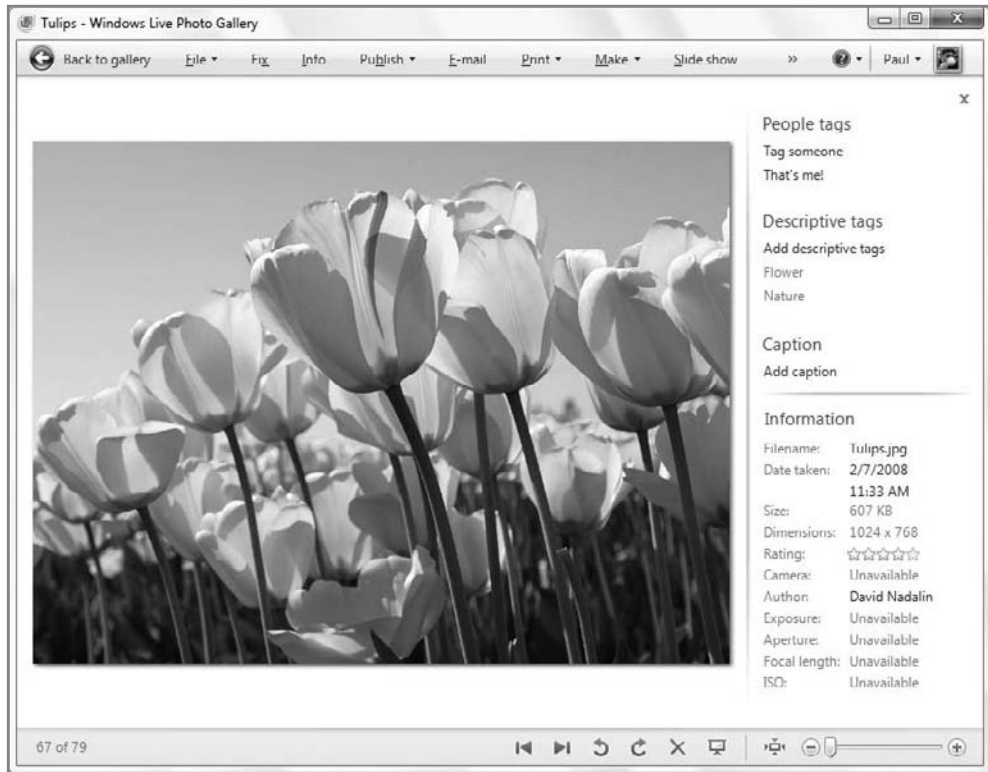 Tulips - Windows Live Photo Gallery
Back to gallery File Fix Info Publish E-mail Print Make Slide show » ? Paul
x
People tags
Tag someone
That's me!
Descriptive tags
Add descriptive tags
Flower
Nature
Caption
Add caption
Information
Filename: Tulips.jpg
Date taken: 2/7/2008
11:33 AM
Size: 607 KB
Dimensions: 1024 x 768
Rating:
Camera: Unavailable
Author: David Nadalin
Exposure: Unavailable
Aperture: Unavailable
Focal length: Unavailable
ISO: Unavailable
67 of 79